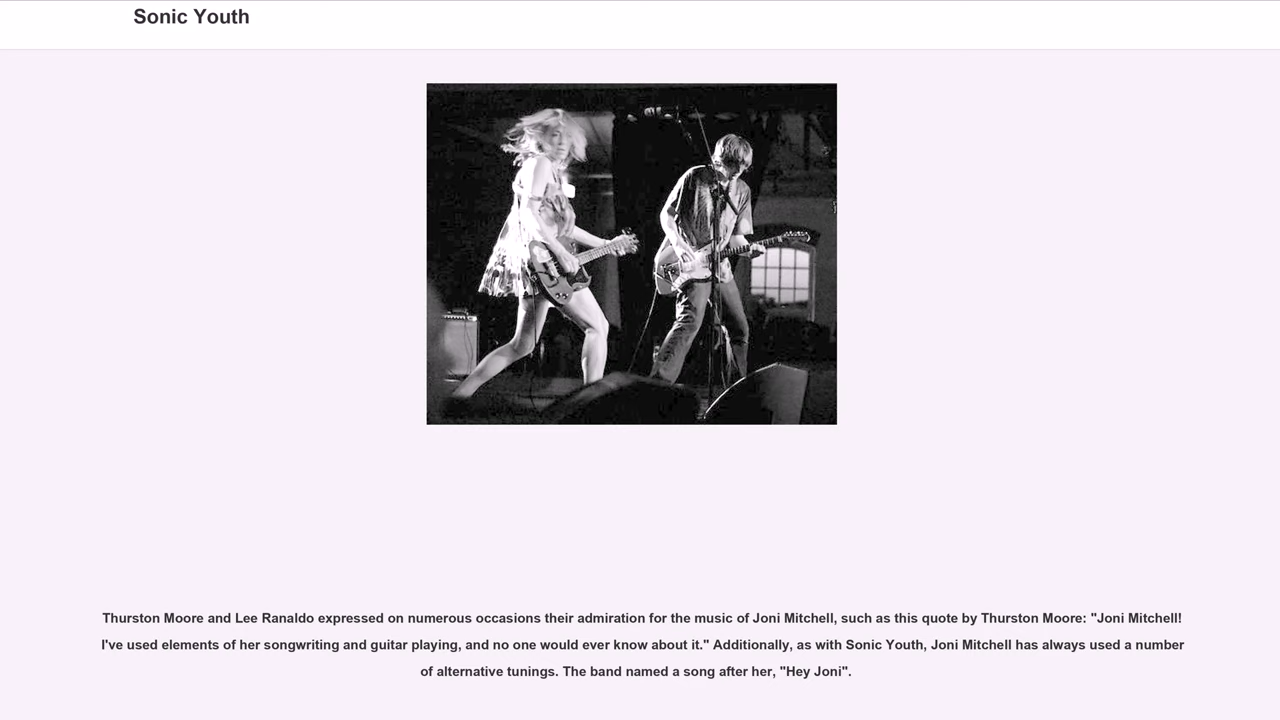 Sonic Youth
Thurston Moore and Lee Ranaldo expressed on numerous occasions their admiration for the music of Joni Mitchell, such as this quote by Thurston Moore: "Joni Mitchell!
I've used elements of her songwriting and guitar playing, and no one would ever know about it." Additionally, as with Sonic Youth, Joni Mitchell has always used a number
of alternative tunings. The band named a song after her, "Hey Joni".